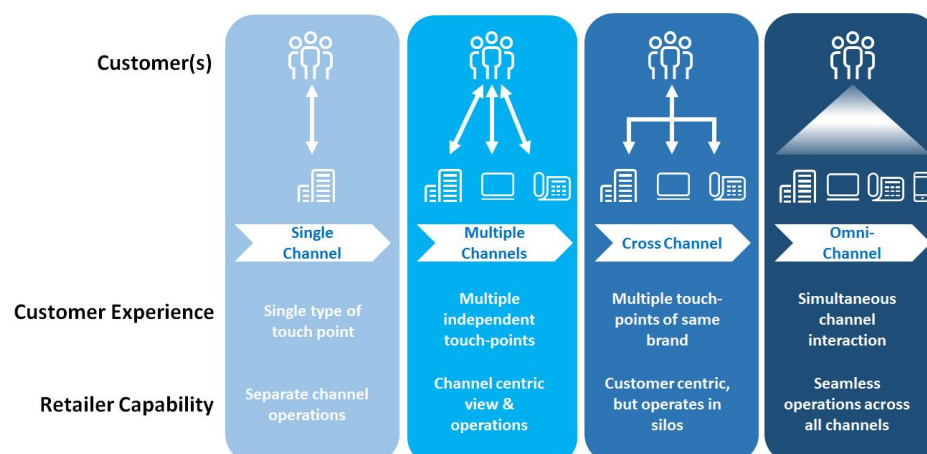 Customer(s)
Single
Channel
Multiple
Channels
Cross Channel
Omni-
Channel
Customer Experience
Single type of
touch point
Multiple
independent
touch-points
Multiple touch-
points of same
brand
Simultaneous
channel
interaction
Retailer Capability
Separate channel
operations
Channel centric
view &
operations
Customer centric,
but operates in
silos
Seamless
operations across
all channels